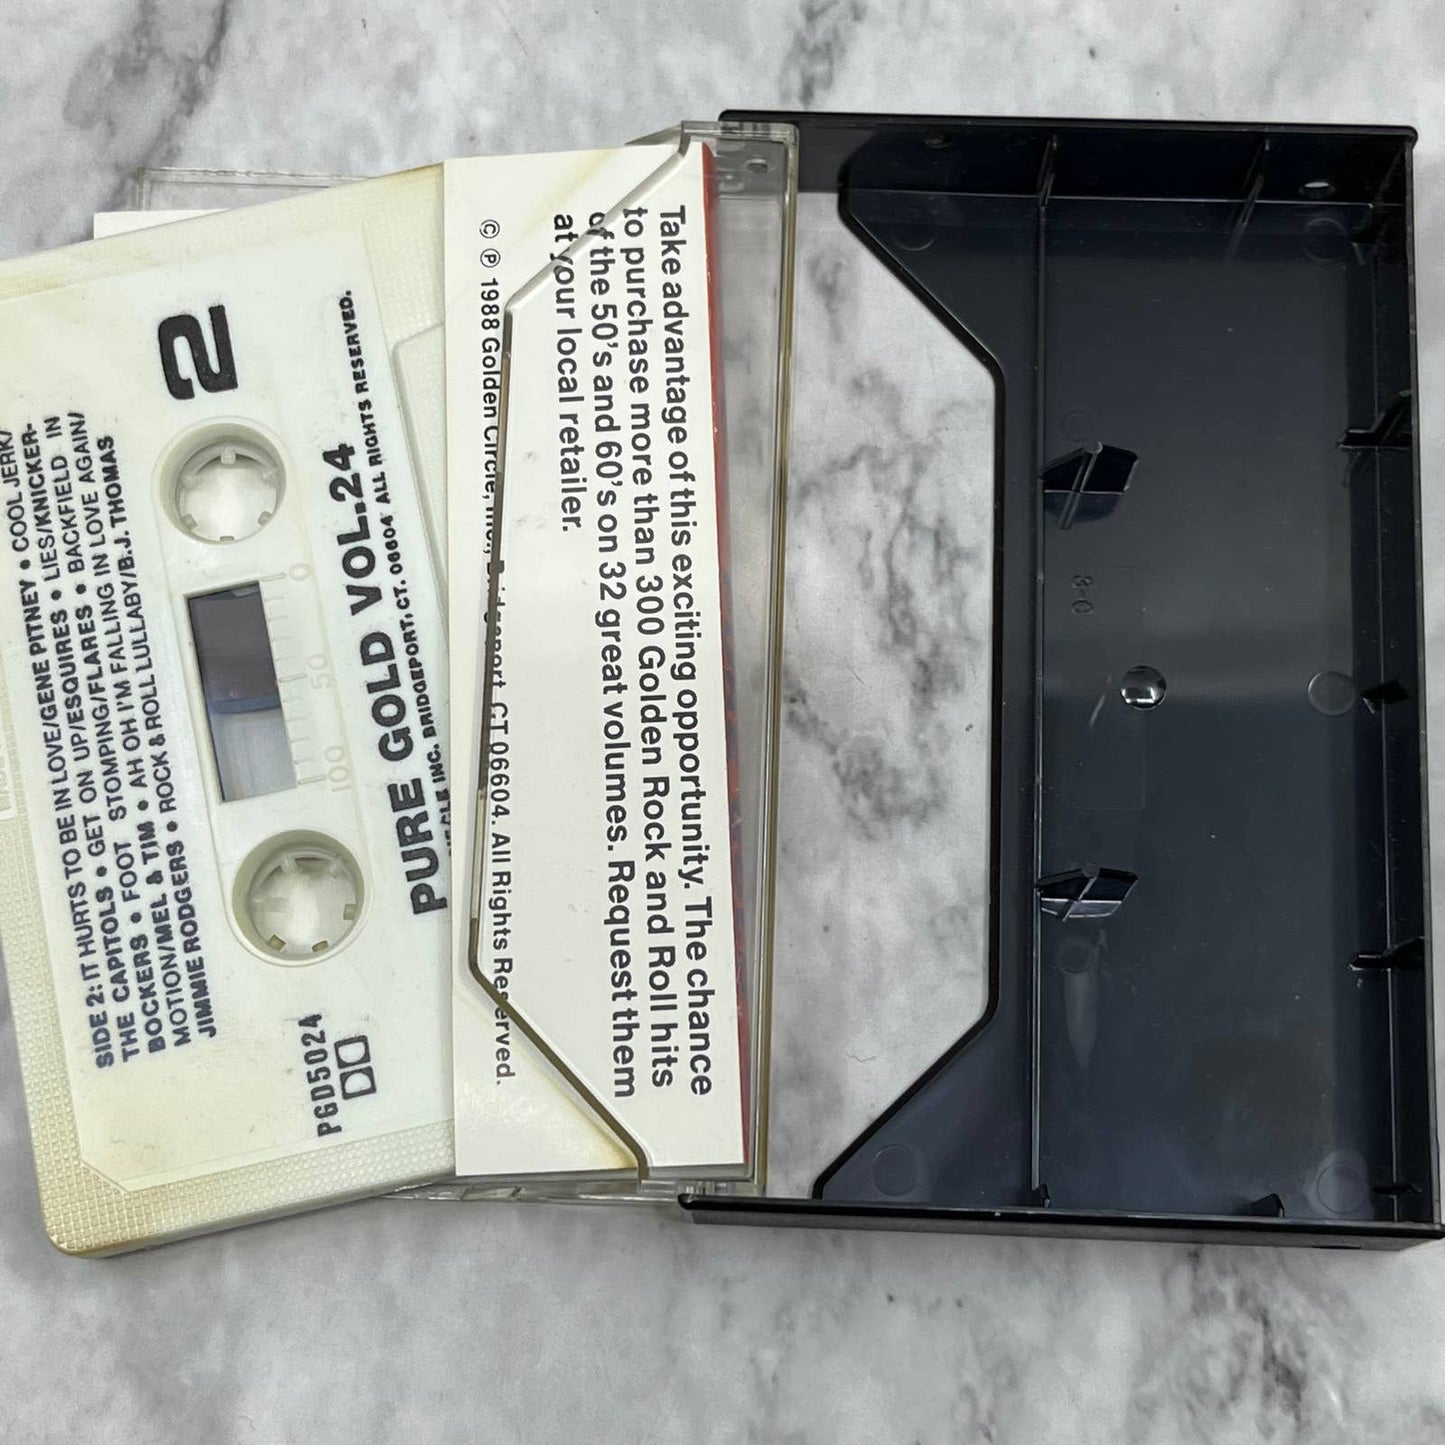 2
SIDE 2: IT HURTS TO BE IN LOVE/GENE PITNEY • COOL JERK/
THE CAPITOLS • GET ON UP/ESQUIRES • LIES/KNICKER-
BOCKERS • FOOT STOMPING/FLARES • BACKFIELD IN
MOTION/MEL & TIM • AH OH I'M FALLING IN LOVE AGAIN/
JIMMIE RODGERS • ROCK & ROLL LULLABY/B.J. THOMAS
0 50 100
PGD5024
PURE GOLD VOL.24
INC. BRIDGEPORT, CT. 06604 ALL RIGHTS RESERVED.
Take advantage of this exciting opportunity. The chance
to purchase more than 300 Golden Rock and Roll hits
of the 50's and 60's on 32 great volumes. Request them
at your local retailer.
© ℗ 1988 Golden Circle, Inc., Bridgeport, CT 06604. All Rights Reserved.